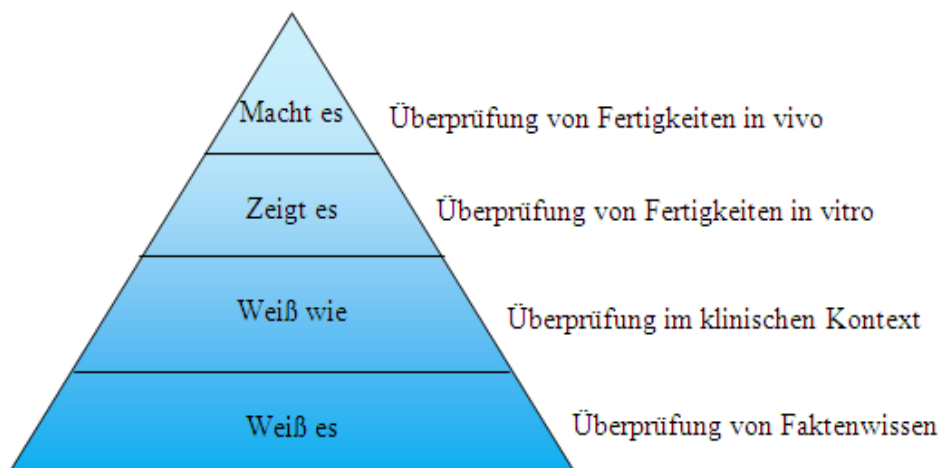 Macht es
Überprüfung von Fertigkeiten in vivo
Zeigt es
Überprüfung von Fertigkeiten in vitro
Weiß wie
Überprüfung im klinischen Kontext
Weiß es
Überprüfung von Faktenwissen